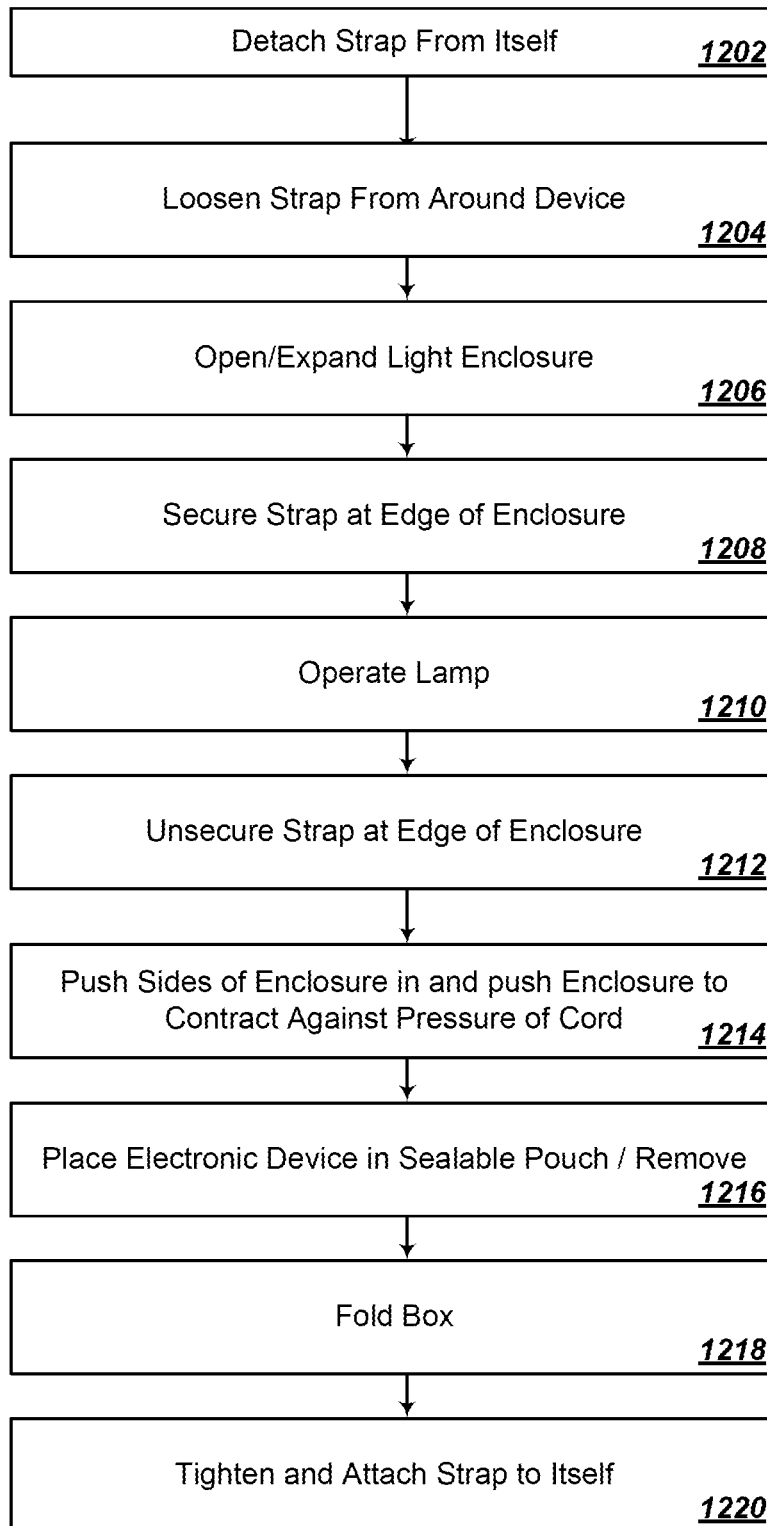 Detach Strap From Itself
1202
Loosen Strap From Around Device
1204
Open/Expand Light Enclosure
1206
Secure Strap at Edge of Enclosure
1208
Operate Lamp
1210
Unsecure Strap at Edge of Enclosure
1212
Push Sides of Enclosure in and push Enclosure to
Contract Against Pressure of Cord
1214
Place Electronic Device in Sealable Pouch / Remove
1216
Fold Box
1218
Tighten and Attach Strap to Itself
1220